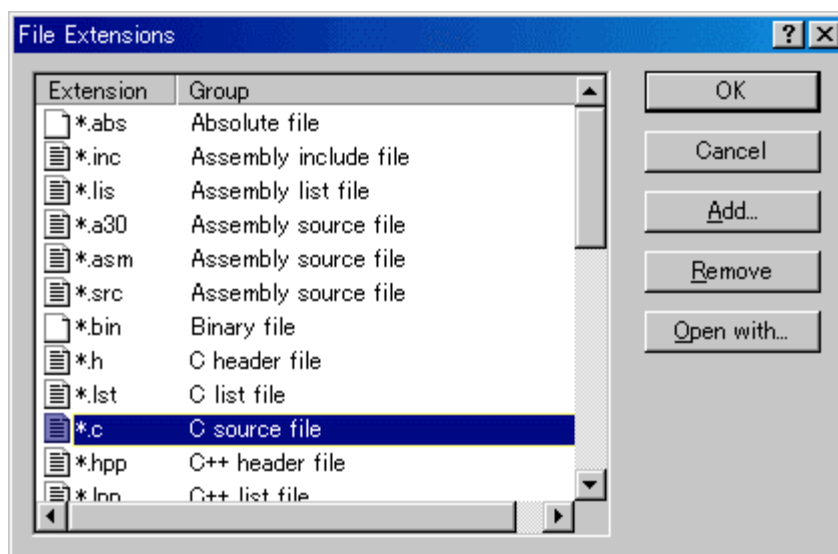 File Extensions
Extension Group
*.abs Absolute file
*.inc Assembly include file
*.lis Assembly list file
*.a30 Assembly source file
*.asm Assembly source file
*.src Assembly source file
*.bin Binary file
*.h C header file
*.lst C list file
*.c C source file
*.hpp C++ header file
*.lpp C++ list file
OK
Cancel
Add...
Remove
Open with...